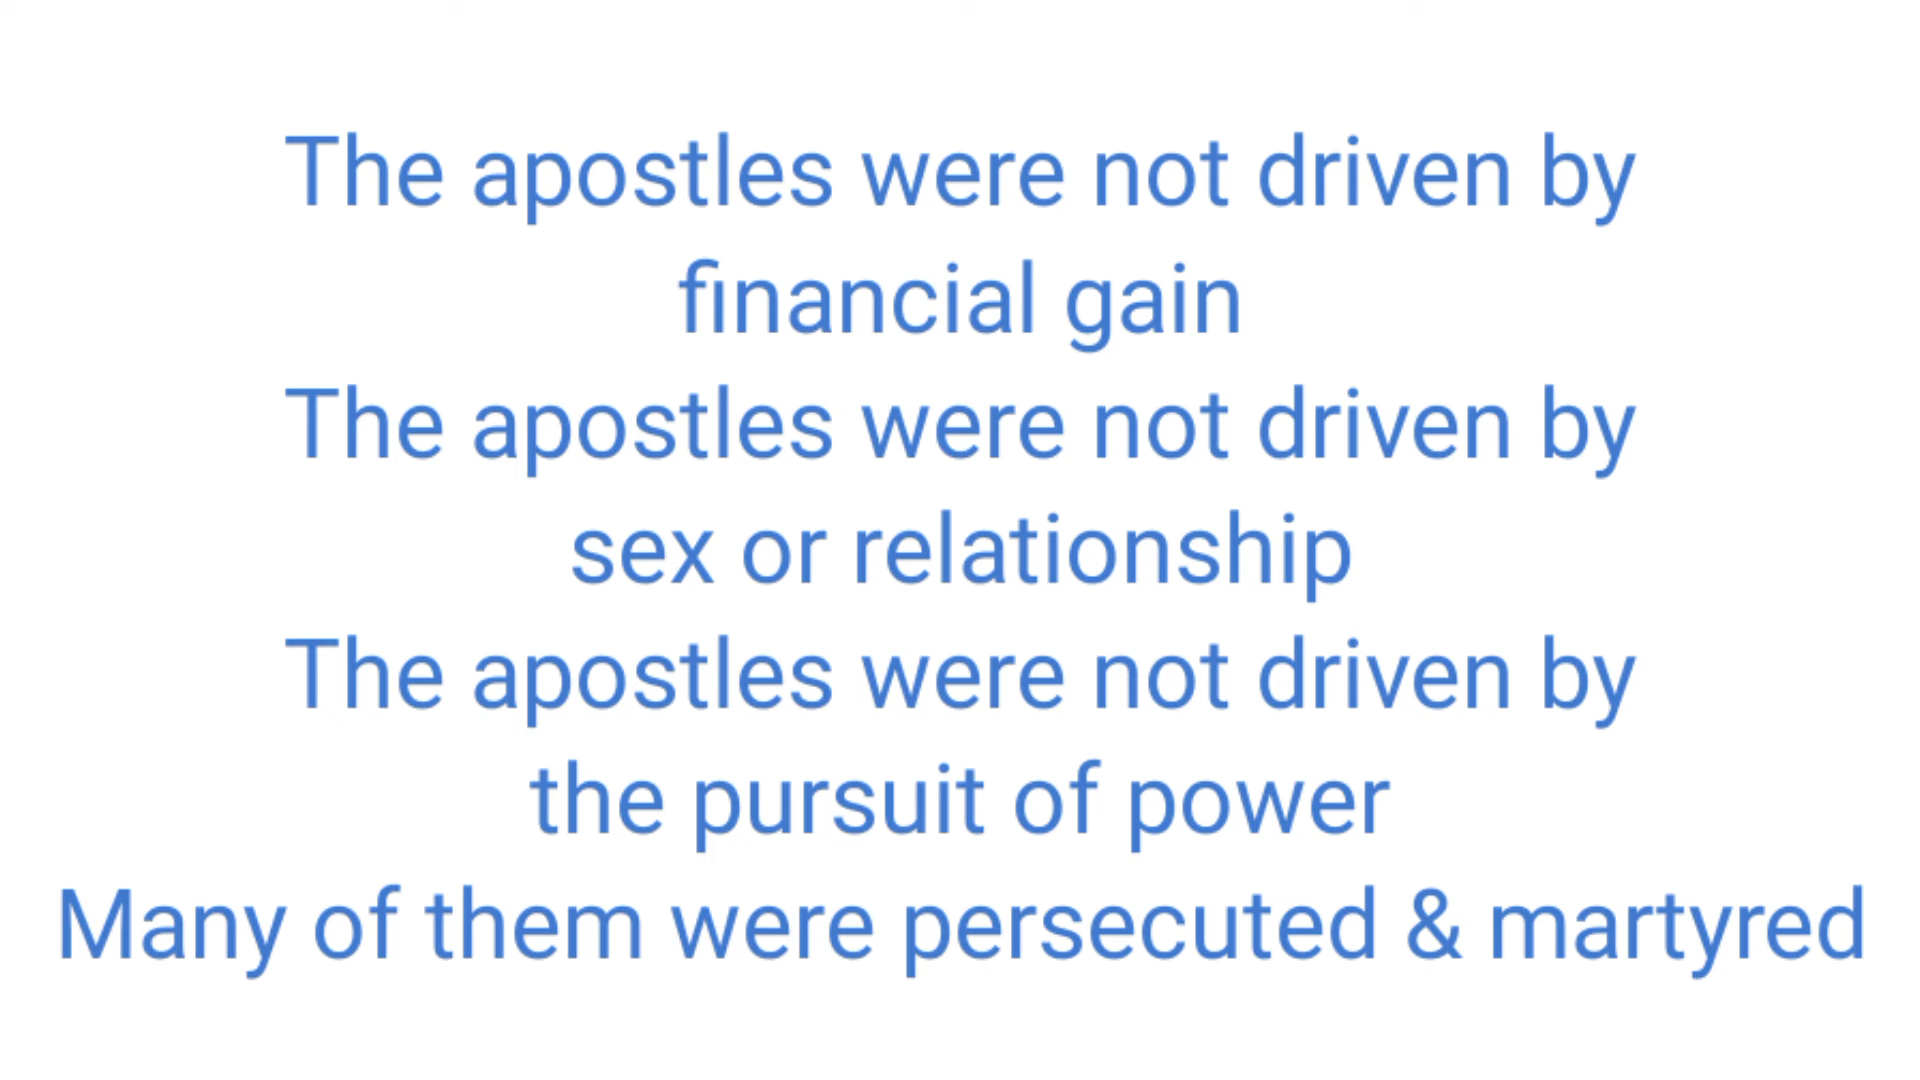 The apostles were not driven by
financial gain
The apostles were not driven by
sex or relationship
The apostles were not driven by
the pursuit of power
Many of them were persecuted & martyred